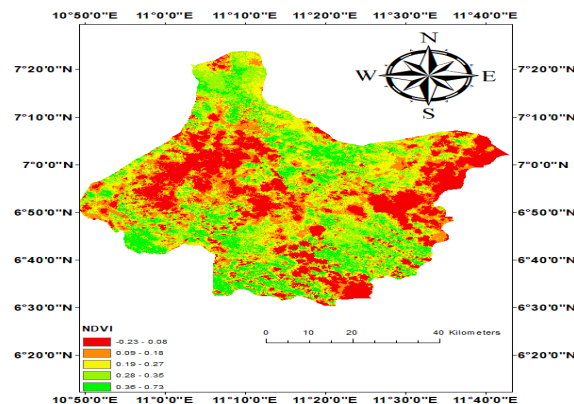 10°50'0"E 11°0'0"E 11°10'0"E 11°20'0"E 11°30'0"E 11°40'0"E
N
W E
S
7°20'0"N 7°20'0"N
7°10'0"N 7°10'0"N
7°0'0"N 7°0'0"N
6°50'0"N 6°50'0"N
6°40'0"N 6°40'0"N
6°30'0"N 6°30'0"N
6°20'0"N 6°20'0"N
0 10 20 40 Kilometers
NDVI
-0.23 - 0.08
0.09 - 0.18
0.19 - 0.27
0.28 - 0.35
0.36 - 0.73
10°50'0"E 11°0'0"E 11°10'0"E 11°20'0"E 11°30'0"E 11°40'0"E